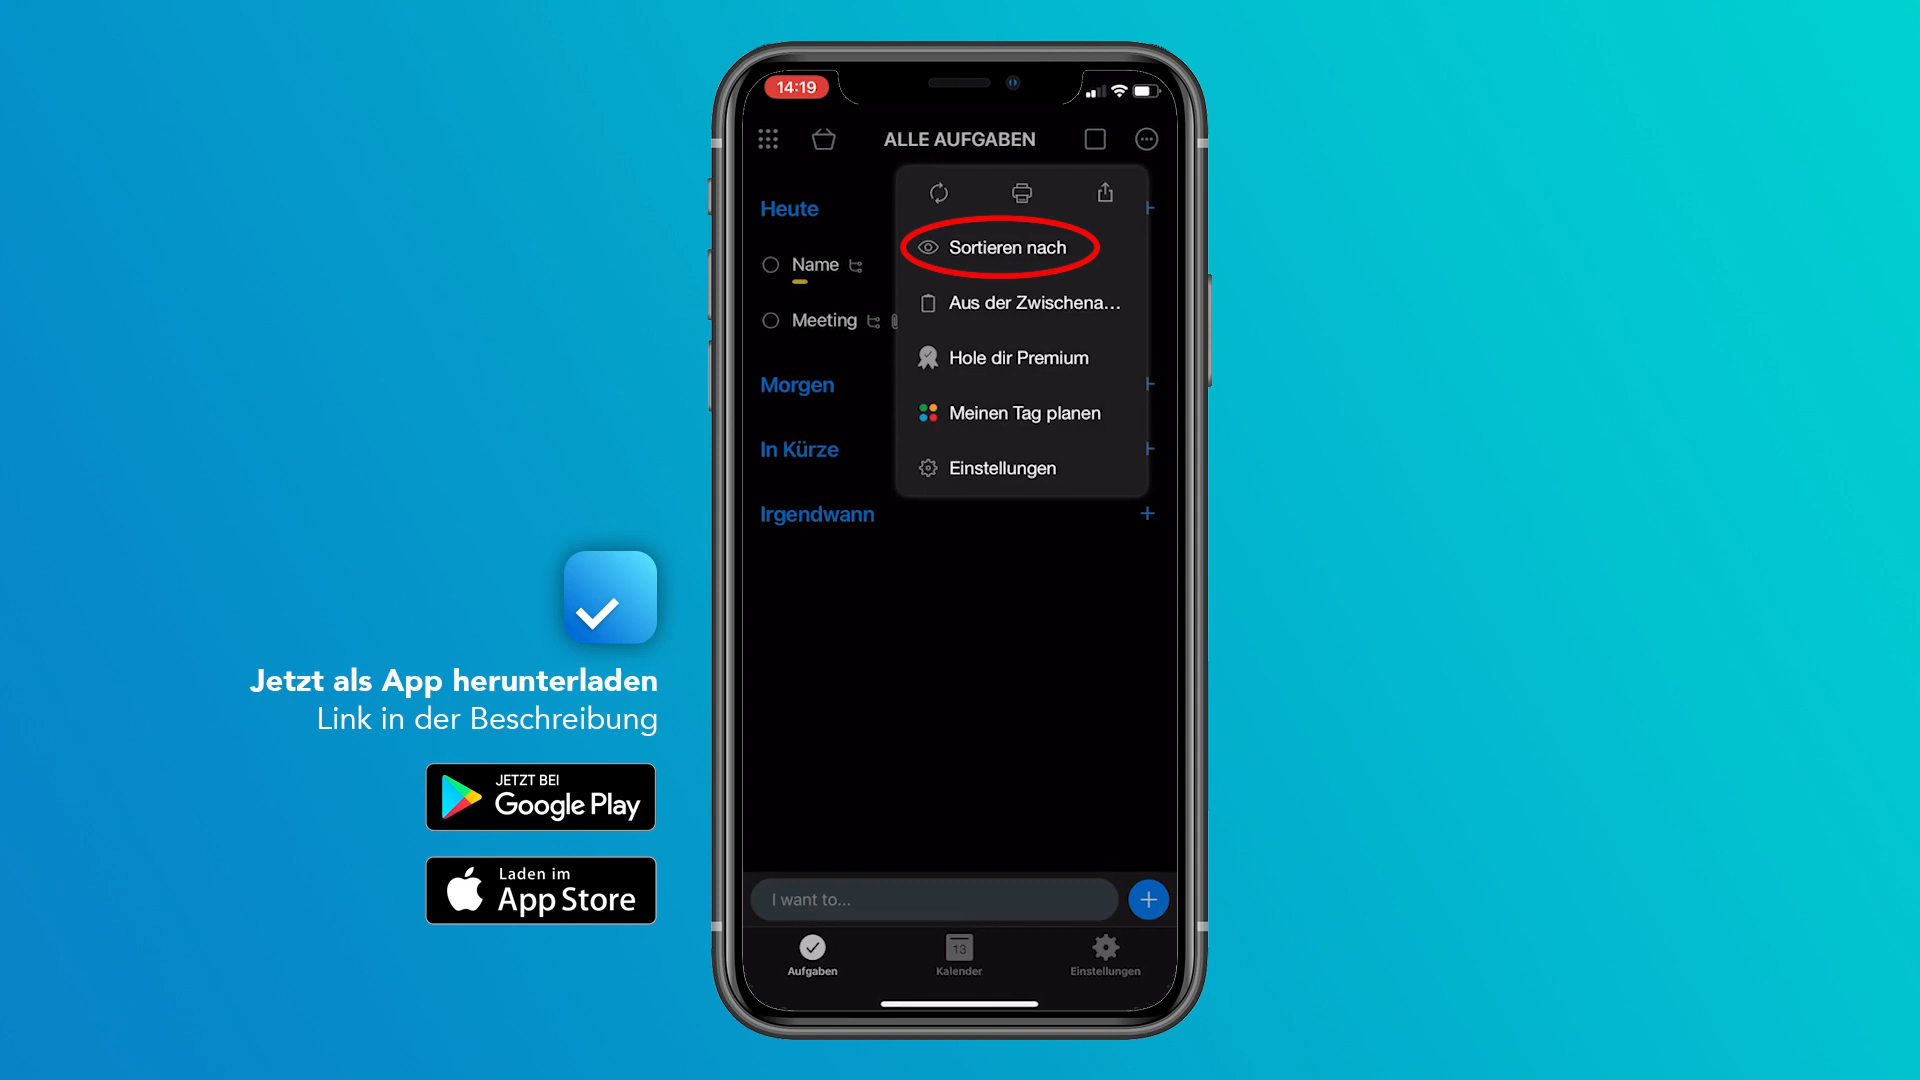 14:19
ALLE AUFGABEN
Heute
Name
Meeting
Morgen
In Kürze
Irgendwann
Sortieren nach
Aus der Zwischena...
Hole dir Premium
Meinen Tag planen
Einstellungen
I want to...
Aufgaben
13
Kalender
Einstellungen
Jetzt als App herunterladen
Link in der Beschreibung
JETZT BEI
Google Play
Laden im
App Store